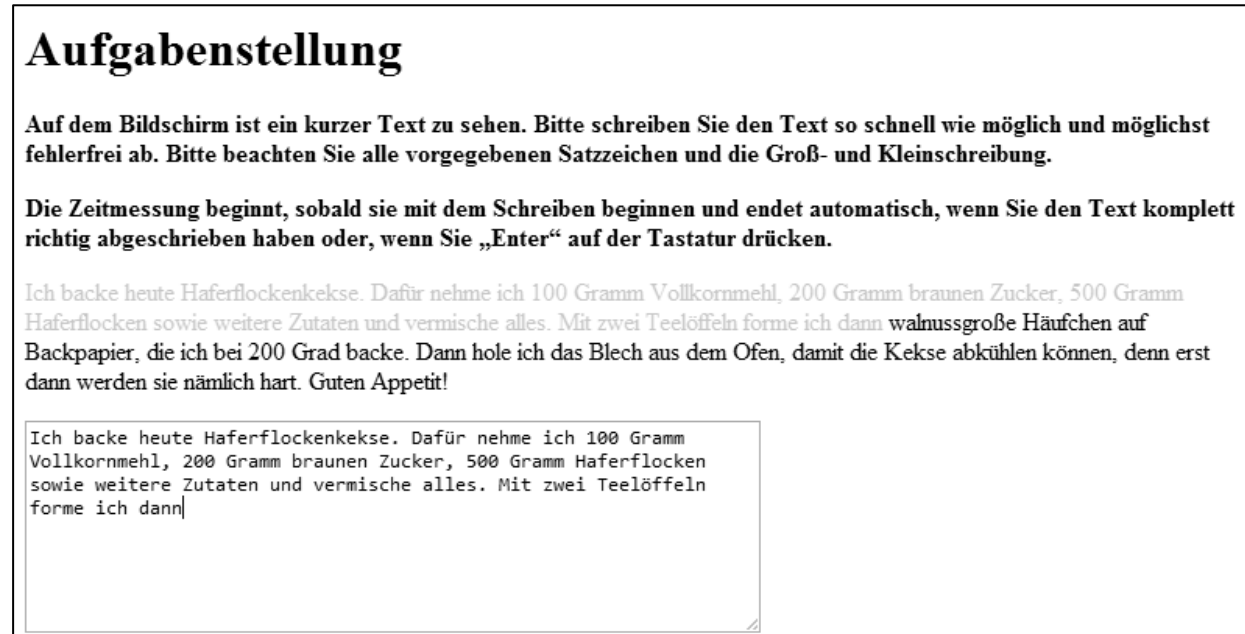 Aufgabenstellung
Auf dem Bildschirm ist ein kurzer Text zu sehen. Bitte schreiben Sie den Text so schnell wie möglich und möglichst
fehlerfrei ab. Bitte beachten Sie alle vorgegebenen Satzzeichen und die Groß- und Kleinschreibung.
Die Zeitmessung beginnt, sobald sie mit dem Schreiben beginnen und endet automatisch, wenn Sie den Text komplett
richtig abgeschrieben haben oder, wenn Sie „Enter“ auf der Tastatur drücken.
Ich backe heute Haferflockenkekse. Dafür nehme ich 100 Gramm Vollkornmehl, 200 Gramm braunen Zucker, 500 Gramm
Haferflocken sowie weitere Zutaten und vermische alles. Mit zwei Teelöffeln forme ich dann walnussgroße Häufchen auf
Backpapier, die ich bei 200 Grad backe. Dann hole ich das Blech aus dem Ofen, damit die Kekse abkühlen können, denn erst
dann werden sie nämlich hart. Guten Appetit!
Ich backe heute Haferflockenkekse. Dafür nehme ich 100 Gramm
Vollkornmehl, 200 Gramm braunen Zucker, 500 Gramm Haferflocken
sowie weitere Zutaten und vermische alles. Mit zwei Teelöffeln
forme ich dann